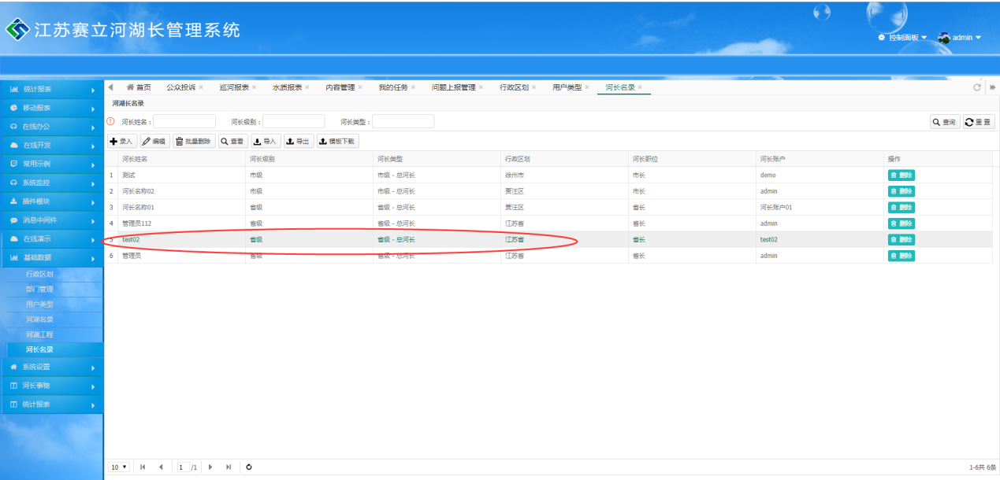 江苏赛立河湖长管理系统
控制面板 admin
首页 公众投诉 巡河报表 水质报表 内容管理 我的任务 问题上报管理 行政区划 用户类型 河长名录
统计报表
移动报表
在线办公
在线开发
常用示例
系统监控
插件模块
消息中间件
在线演示
基础数据
行政区划
部门管理
用户类型
河湖名录
河湖工程
河长名录
系统设置
河长事物
统计报表
河湖长名录
河长姓名： 河长级别： 河长类型： 查询 重置
录入 编辑 批量删除 查看 导入 导出 模板下载
河长姓名 河长级别 河长类型 行政区划 河长职位 河长账户 操作
1 测试 市级 市级 - 总河长 徐州市 市长 demo 删除
2 河长名称02 市级 市级 - 总河长 贾汪区 市长 admin 删除
3 河长名称01 省级 省级 - 总河长 贾汪区 省长 河长账户01 删除
4 管理员112 省级 省级 - 总河长 江苏省 省长 admin 删除
5 test02 省级 省级 - 总河长 江苏省 省长 test02 删除
6 管理员 省级 省级 - 总河长 江苏省 省长 admin 删除
10 1 /1 1-6共 6条